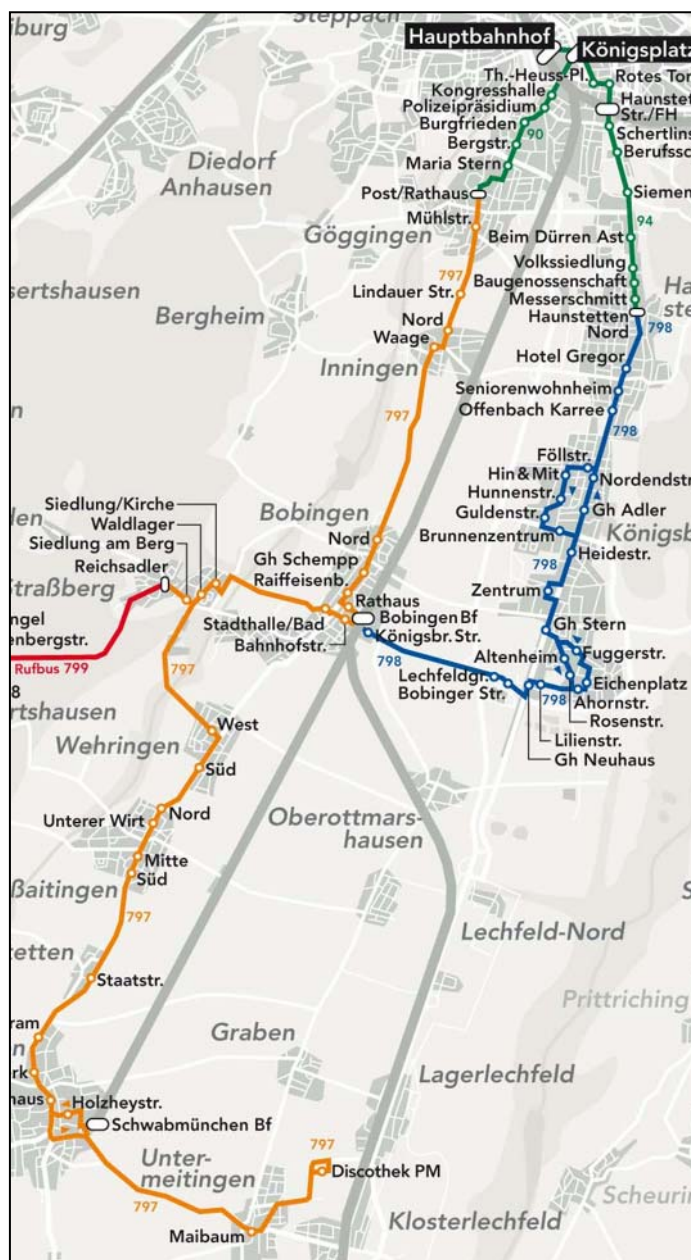 Steppach
Hauptbahnhof
Königsplatz
Th.-Heuss-Pl.
Kongresshalle
Polizeipräsidium
Burgfrieden
90
Bergstr.
Maria Stern
Post/Rathaus
Mühlstr.
Göggingen
Diedorf
Anhausen
Str./FH
Beim Dürren Ast
94
Volkssiedlung
Baugenossenschaft
Messerschmitt
Haunstetten
Nord
798
797
Lindauer Str.
Bergheim
Nord
Waage
Inningen
Hotel Gregor
Seniorenwohnheim
Offenbach Karree
798
797
Föllstr.
Hin&Mit
Nordendstr.
Hunnenstr.
Guldenstr.
Gh Adler
Brunnenzentrum
Heidestr.
798
Zentrum
Gh Stern
Fuggerstr.
Altenheim
Eichenplatz
Ahornstr.
Rosenstr.
Lilienstr.
Gh Neuhaus
798
Siedlung/Kirche
Waldlager
Siedlung am Berg
Reichsadler
Straßberg
Bobingen
Nord
Gh Schempp
Raiffeisenb.
Rathaus
Bobingen Bf
Stadthalle/Bad
Bahnhofstr.
Königsbr. Str.
798
Lechfeldgr.
Bobinger Str.
Rufbus 799
797
West
Wehringen
Süd
Nord
Unterer Wirt
Mitte
Süd
797
Oberottmars-
hausen
Lechfeld-Nord
Staatstr.
Prittriching
Graben
Lagerlechfeld
Holzheystr.
Schwabmünchen Bf
Unter-
meitingen
797
Discothek PM
797
Maibaum
Klosterlechfeld